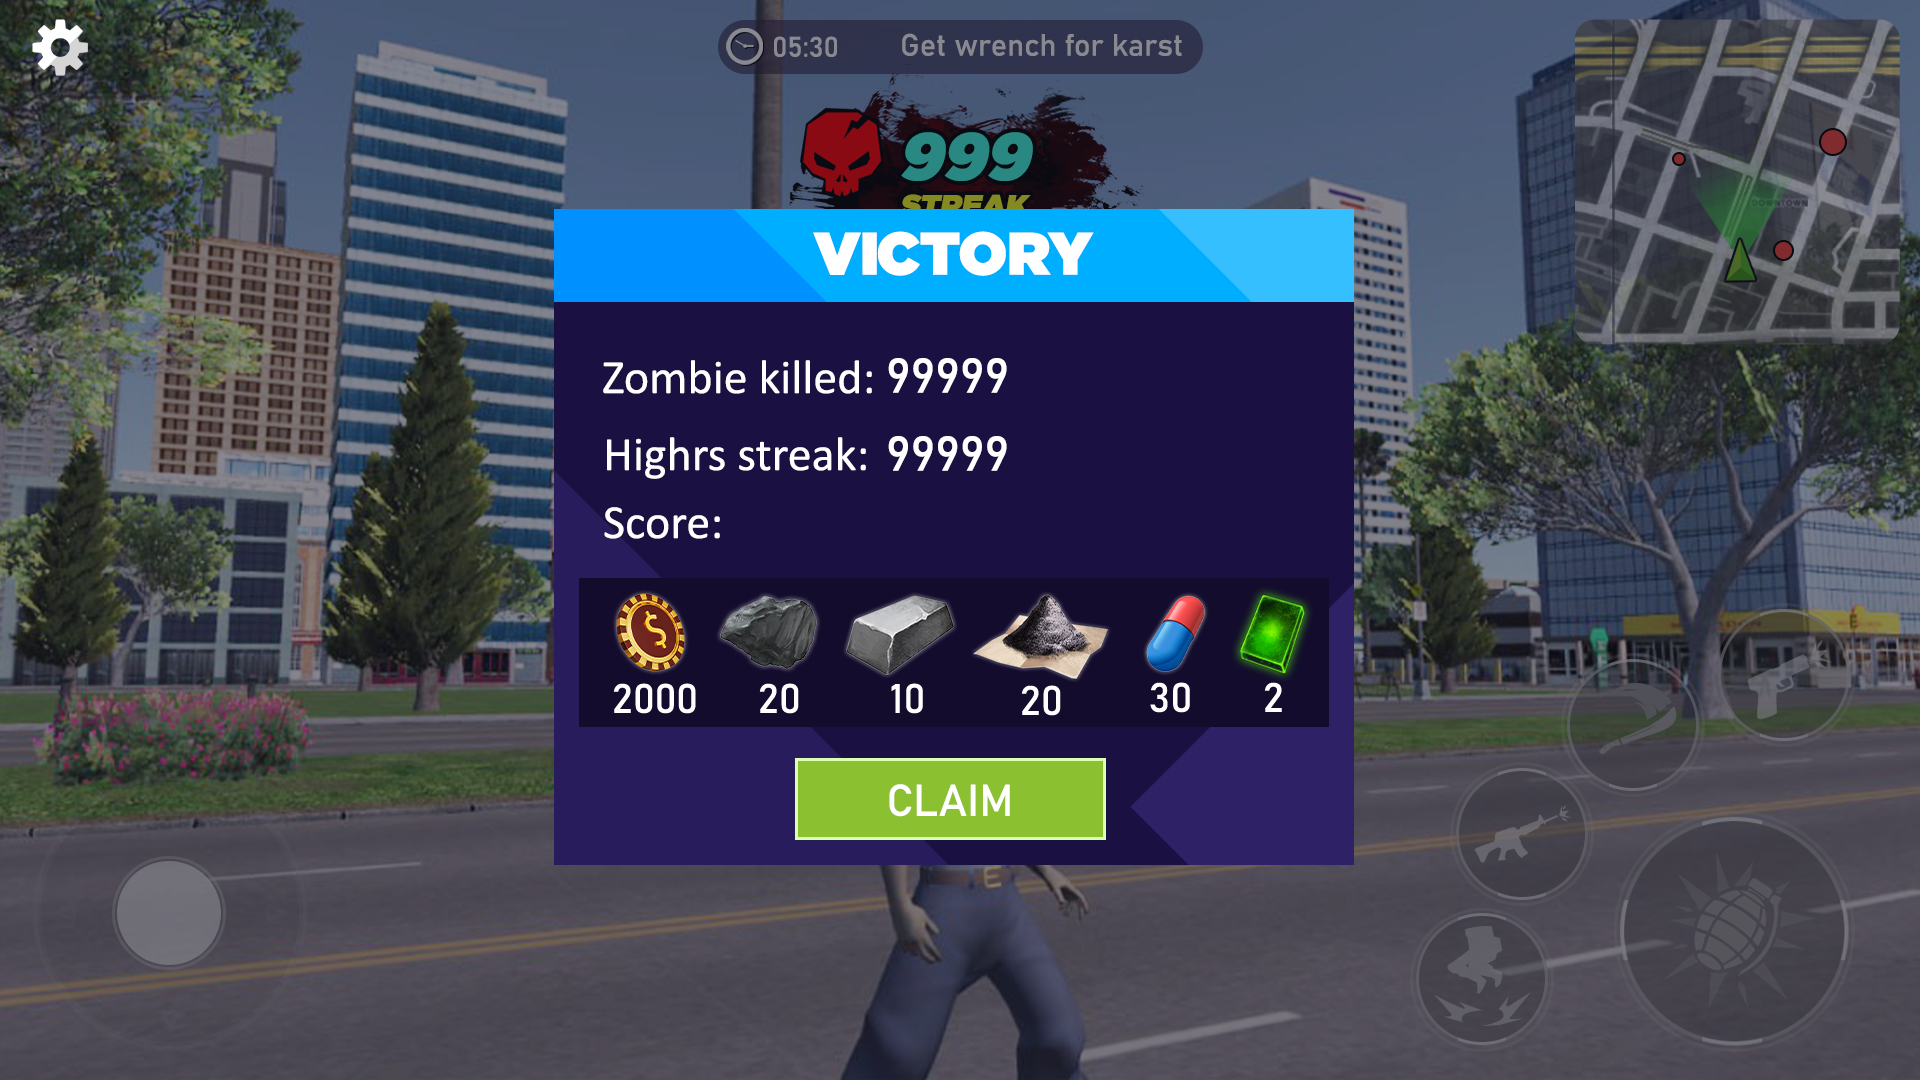 05:30 Get wrench for karst
999
STREAK
DOWNTOWN
VICTORY
Zombie killed: 99999
Highrs streak: 99999
Score:
2000 20 10 20 30 2
CLAIM